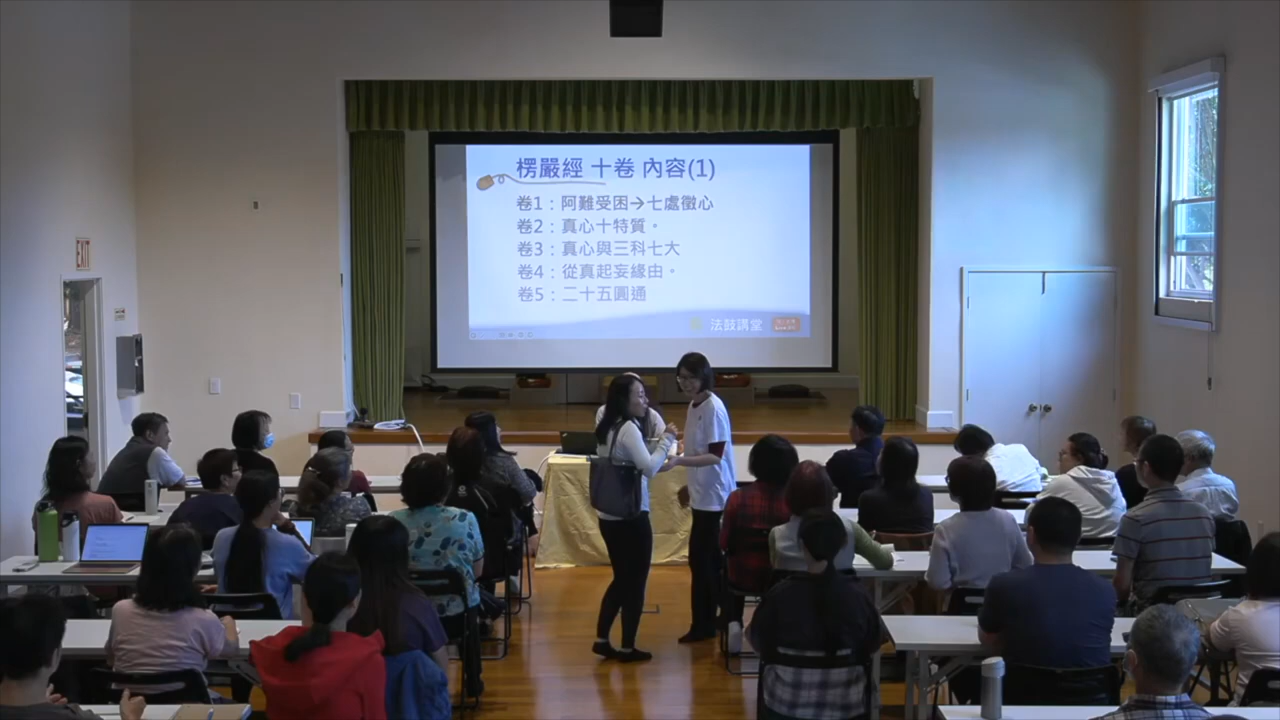 楞嚴經 十卷 內容(1)
卷1：阿難受困→七處徵心
卷2：真心十特質。
卷3：真心與三科七大
卷4：從真起妄緣由。
卷5：二十五圓通
法鼓講堂
EXIT